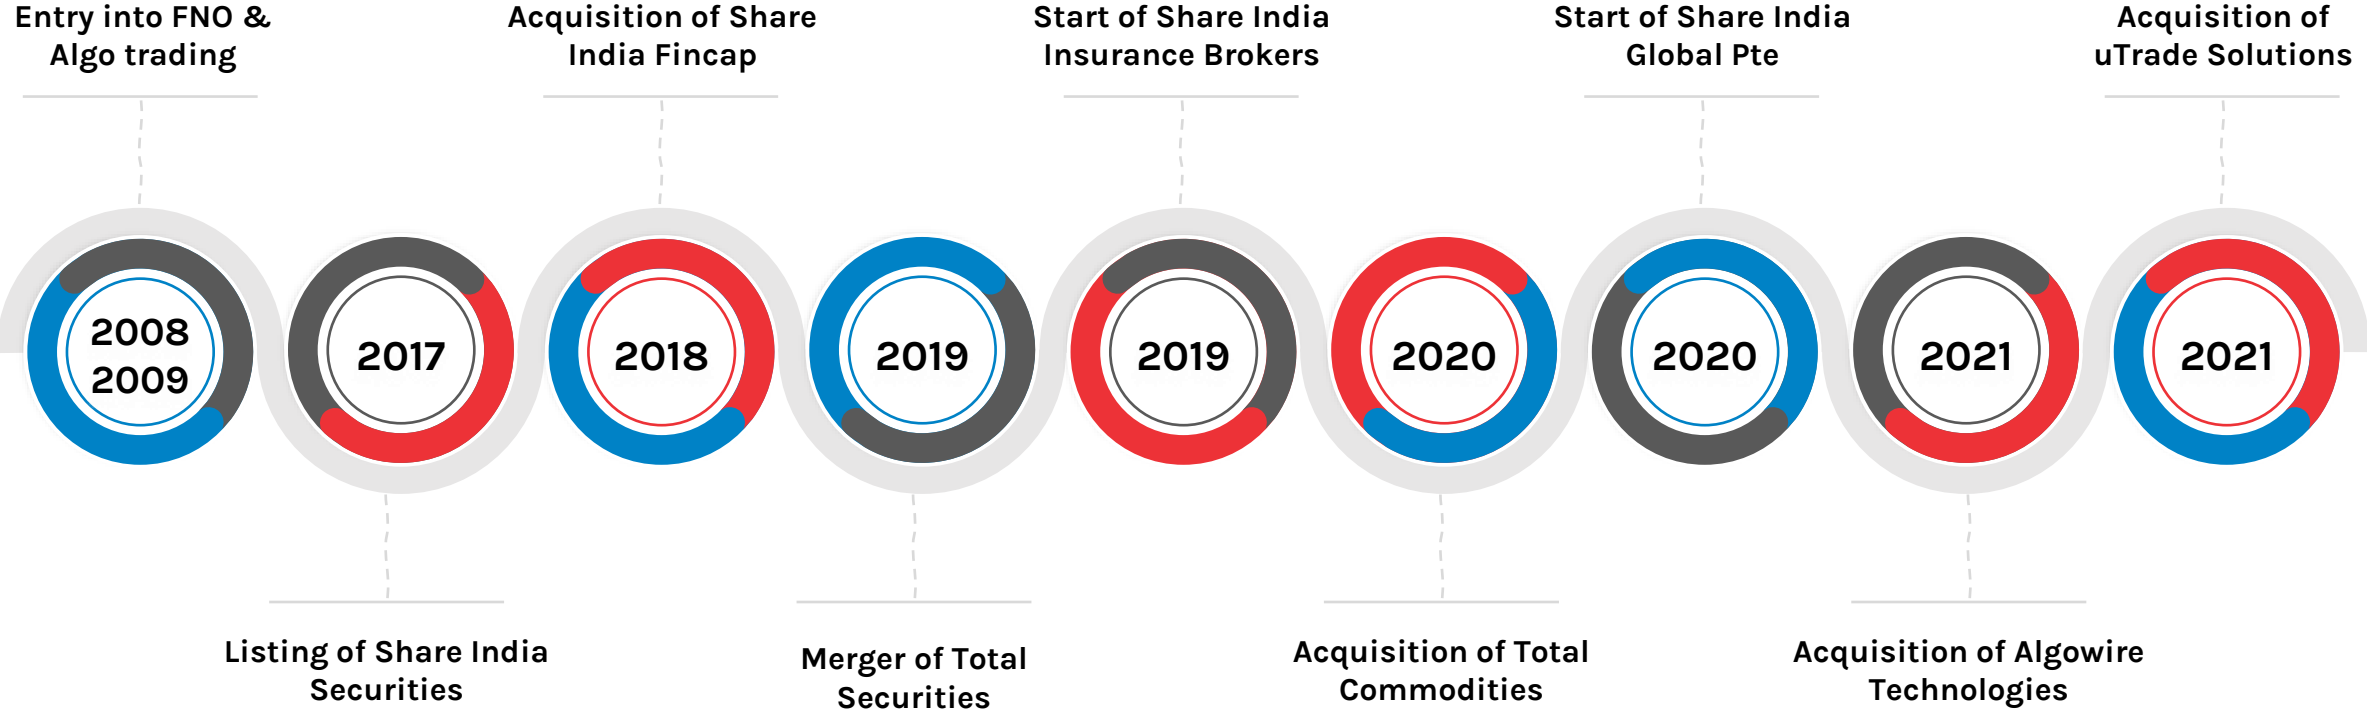 Entry into FNO &
Algo trading
Acquisition of Share
India Fincap
Start of Share India
Insurance Brokers
Start of Share India
Global Pte
Acquisition of
uTrade Solutions
2008
2009
2017
2018
2019
2019
2020
2020
2021
2021
Listing of Share India
Securities
Merger of Total
Securities
Acquisition of Total
Commodities
Acquisition of Algowire
Technologies